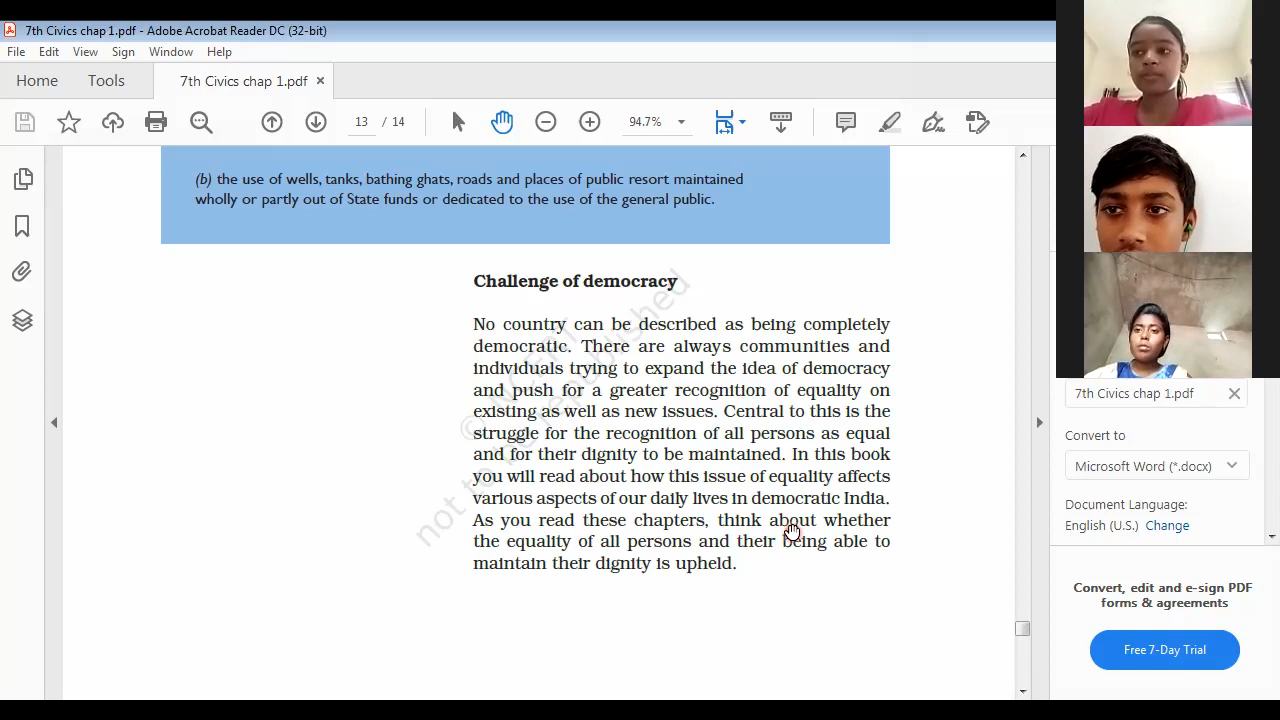 7th Civics chap 1.pdf - Adobe Acrobat Reader DC (32-bit)
File Edit View Sign Window Help
Home Tools 7th Civics chap 1.pdf ×
13 / 14 94.7%
(b) the use of wells, tanks, bathing ghats, roads and places of public resort maintained
wholly or partly out of State funds or dedicated to the use of the general public.
Challenge of democracy
No country can be described as being completely
democratic. There are always communities and
individuals trying to expand the idea of democracy
and push for a greater recognition of equality on
existing as well as new issues. Central to this is the
struggle for the recognition of all persons as equal
and for their dignity to be maintained. In this book
you will read about how this issue of equality affects
various aspects of our daily lives in democratic India.
As you read these chapters, think about whether
the equality of all persons and their being able to
maintain their dignity is upheld.
© NCERT
not to be republished
7th Civics chap 1.pdf
Convert to
Microsoft Word (*.docx)
Document Language:
English (U.S.) Change
Convert, edit and e-sign PDF
forms & agreements
Free 7-Day Trial